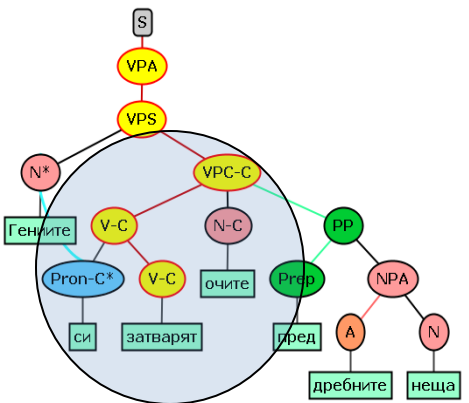 S
VPA
VPS
N* VPC-C
Гениите V-C N-C PP
Pron-C* V-C очите Prep NPA
си затварят пред A N
дребните неща